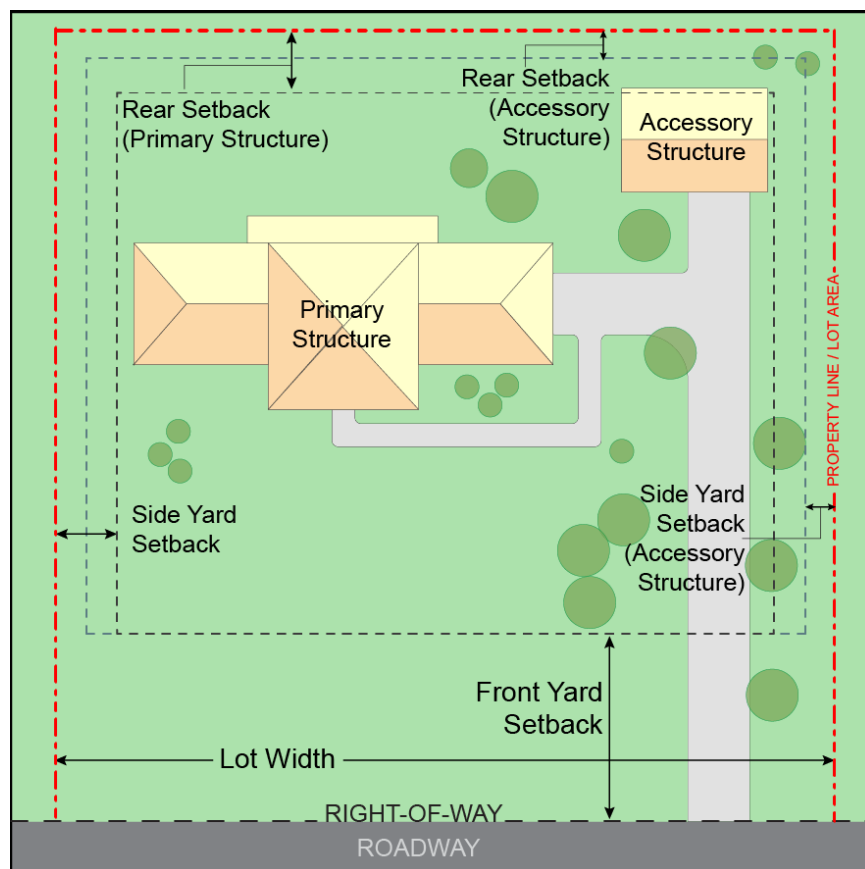 Rear Setback
(Primary Structure)
Rear Setback
(Accessory
Structure)
Accessory
Structure
Primary
Structure
PROPERTY LINE / LOT AREA
Side Yard
Setback
Side Yard
Setback
(Accessory
Structure)
Front Yard
Setback
Lot Width
RIGHT-OF-WAY
ROADWAY